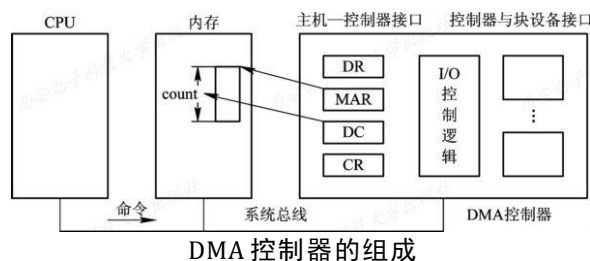 CPU
内存
主机—控制器接口
控制器与块设备接口
count
DR
MAR
DC
CR
I/O
控
制
逻
辑
...
命令
系统总线
DMA控制器
DMA 控制器的组成